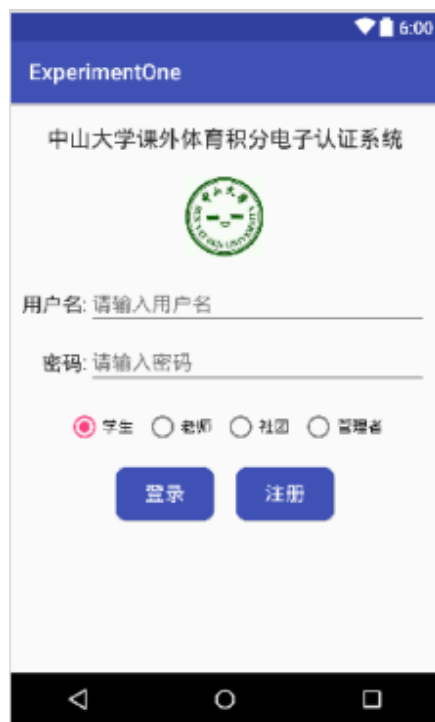 6:00
ExperimentOne
中山大学课外体育积分电子认证系统
用户名: 请输入用户名
密码: 请输入密码
学生 老师 社团 管理者
登录 注册